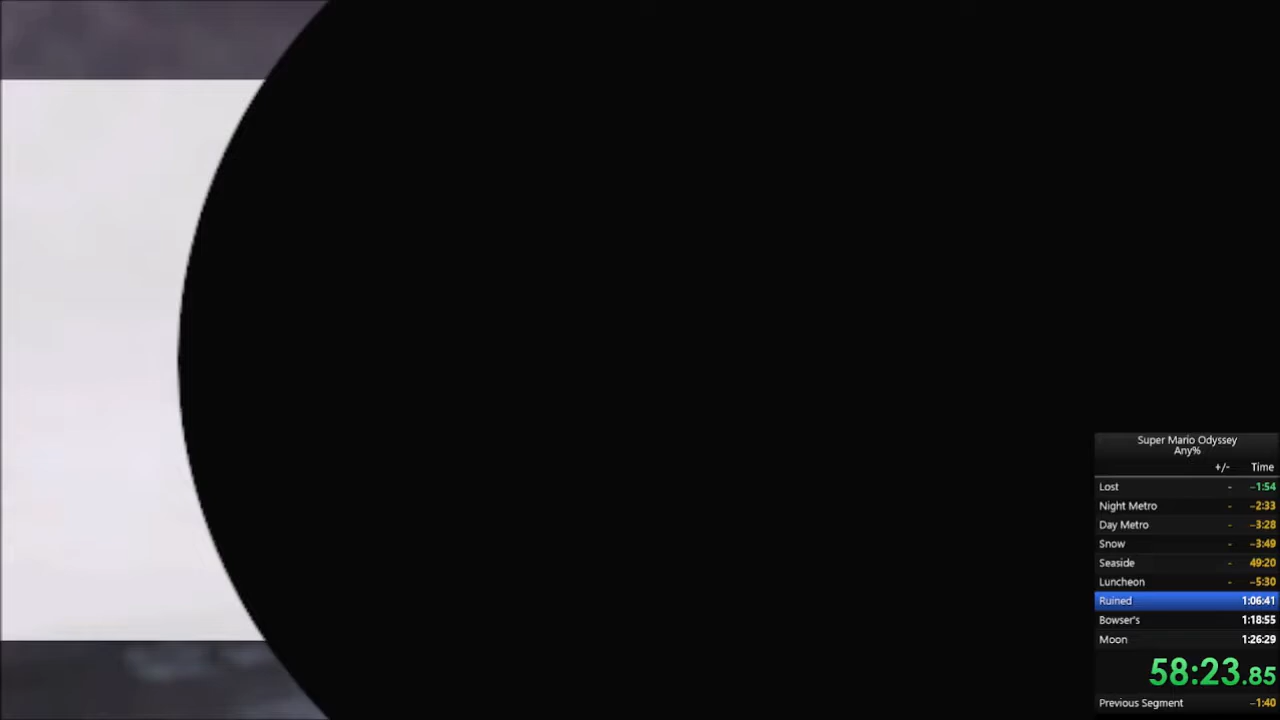 Super Mario Odyssey
Any%
+/- Time
Lost - −1:54
Night Metro - −2:33
Day Metro - −3:28
Snow - −3:49
Seaside - 49:20
Luncheon - −5:30
Ruined 1:06:41
Bowser's 1:18:55
Moon 1:26:29
58:23.85
Previous Segment −1:40